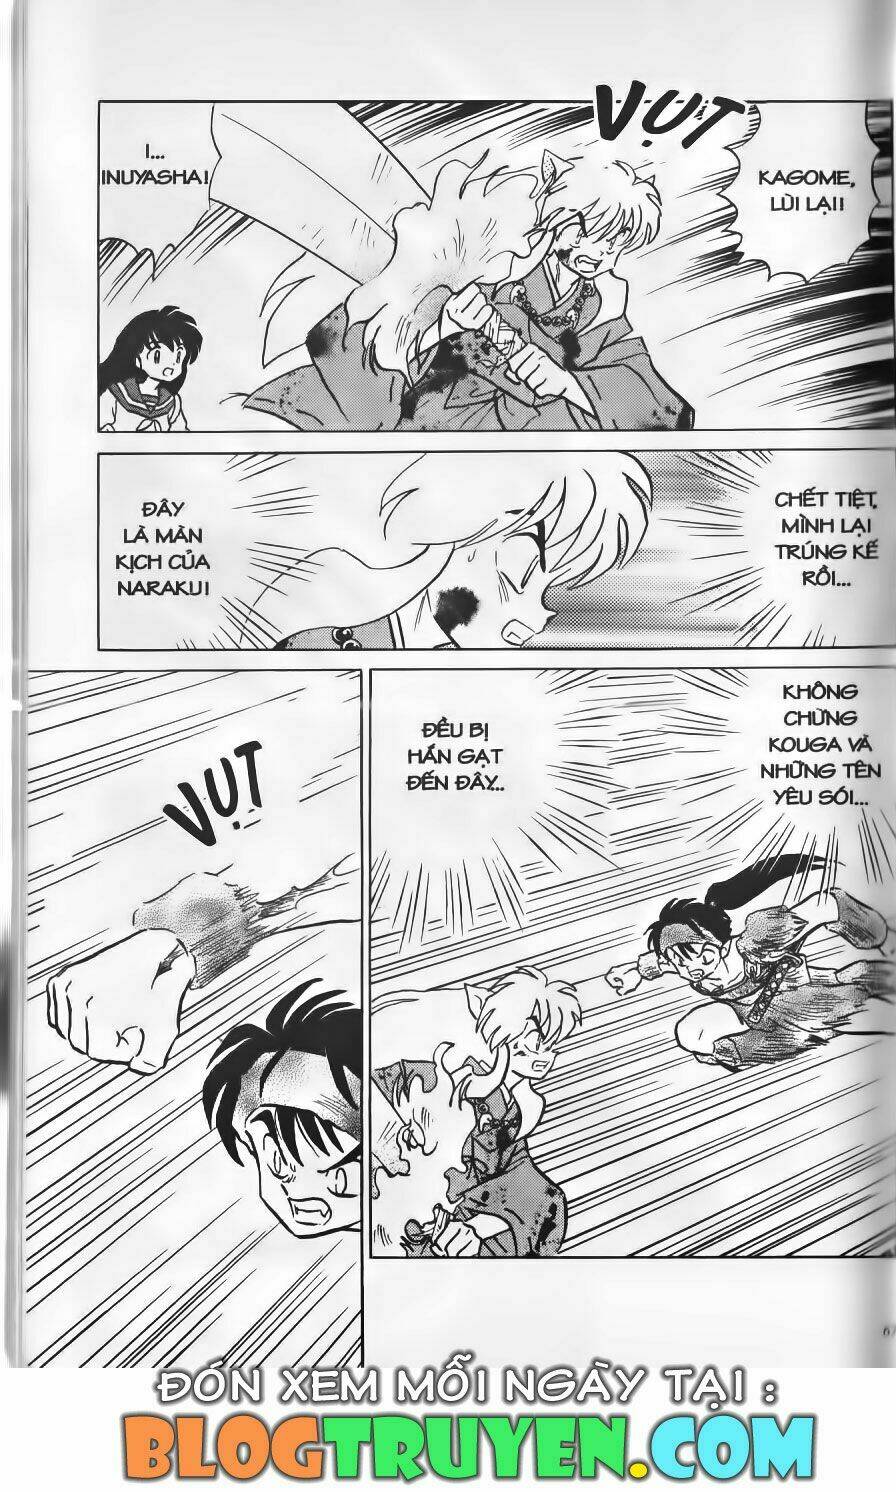 VỤT
KAGOME,
LÙI LẠI!
I...
INUYASHA!
CHẾT TIỆT,
MÌNH LẠI
TRÚNG KẾ
RỒI...
ĐÂY
LÀ MÀN
KỊCH CỦA
NARAKU!
KHÔNG
CHỪNG
KOUGA VÀ
NHỮNG TÊN
YÊU SÓI...
ĐỀU BỊ
HẮN GẠT
ĐẾN ĐÂY...
VỤT
ĐÓN XEM MỖI NGÀY TẠI :
BLOGTRUYEN.COM